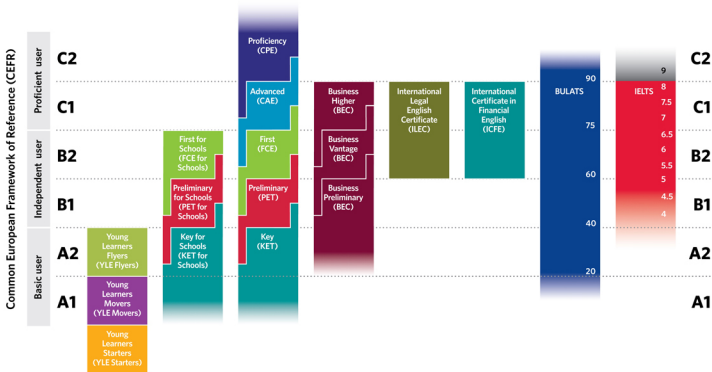 Common European Framework of Reference (CEFR)
Proficient user
Independent user
Basic user
C2
C1
B2
B1
A2
A1
Young
Learners
Flyers
(YLE Flyers)
Young
Learners
Movers
(YLE Movers)
Young
Learners
Starters
(YLE Starters)
First for
Schools
(FCE for
Schools)
Preliminary
for Schools
(PET for
Schools)
Key for
Schools
(KET for
Schools)
Proficiency
(CPE)
Advanced
(CAE)
First
(FCE)
Preliminary
(PET)
Key
(KET)
Business
Higher
(BEC)
Business
Vantage
(BEC)
Business
Preliminary
(BEC)
International
Legal
English
Certificate
(ILEC)
International
Certificate in
Financial
English
(ICFE)
BULATS
90
75
60
40
20
IELTS
9
8
7.5
7
6.5
6
5.5
5
4.5
4
C2
C1
B2
B1
A2
A1